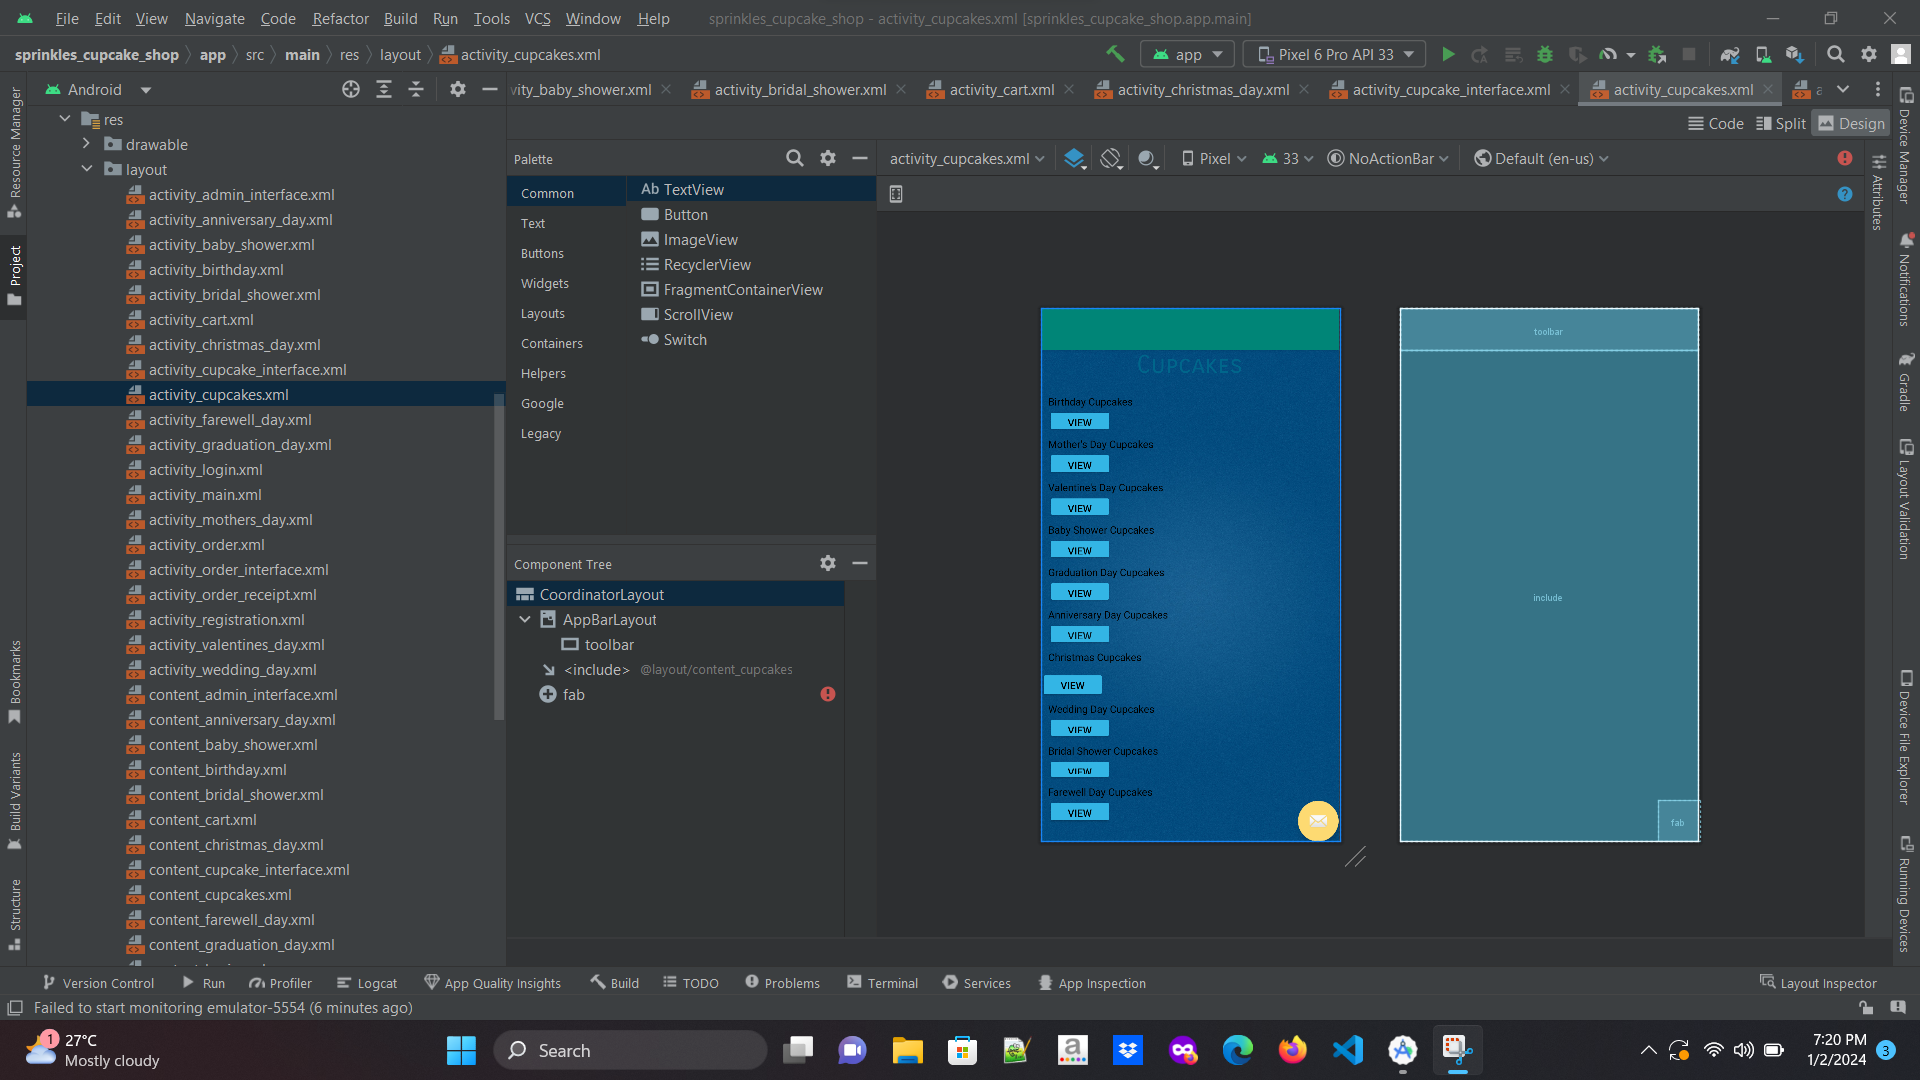 File Edit View Navigate Code Refactor Build Run Tools VCS Window Help sprinkles_cupcake_shop - activity_cupcakes.xml [sprinkles_cupcake_shop.app.main]
sprinkles_cupcake_shop app src main res layout activity_cupcakes.xml app Pixel 6 Pro API 33
Android
vity_baby_shower.xml activity_bridal_shower.xml activity_cart.xml activity_christmas_day.xml activity_cupcake_interface.xml activity_cupcakes.xml a
Code Split Design
Resource Manager
Project
Bookmarks
Build Variants
Structure
res
drawable
layout
activity_admin_interface.xml
activity_anniversary_day.xml
activity_baby_shower.xml
activity_birthday.xml
activity_bridal_shower.xml
activity_cart.xml
activity_christmas_day.xml
activity_cupcake_interface.xml
activity_cupcakes.xml
activity_farewell_day.xml
activity_graduation_day.xml
activity_login.xml
activity_main.xml
activity_mothers_day.xml
activity_order.xml
activity_order_interface.xml
activity_order_receipt.xml
activity_registration.xml
activity_valentines_day.xml
activity_wedding_day.xml
content_admin_interface.xml
content_anniversary_day.xml
content_baby_shower.xml
content_birthday.xml
content_bridal_shower.xml
content_cart.xml
content_christmas_day.xml
content_cupcake_interface.xml
content_cupcakes.xml
content_farewell_day.xml
content_graduation_day.xml
Palette
Common
Text
Buttons
Widgets
Layouts
Containers
Helpers
Google
Legacy
Ab TextView
Button
ImageView
RecyclerView
FragmentContainerView
ScrollView
Switch
Component Tree
CoordinatorLayout
AppBarLayout
toolbar
<include> @layout/content_cupcakes
fab
activity_cupcakes.xml Pixel 33 NoActionBar Default (en-us)
Cupcakes
Birthday Cupcakes
VIEW
Mother's Day Cupcakes
VIEW
Valentine's Day Cupcakes
VIEW
Baby Shower Cupcakes
VIEW
Graduation Day Cupcakes
VIEW
Anniversary Day Cupcakes
VIEW
Christmas Cupcakes
VIEW
Wedding Day Cupcakes
VIEW
Bridal Shower Cupcakes
VIEW
Farewell Day Cupcakes
VIEW
toolbar
include
fab
Attributes
Device Manager
Notifications
Gradle
Layout Validation
Device File Explorer
Running Devices
Version Control Run Profiler Logcat App Quality Insights Build TODO Problems Terminal Services App Inspection Layout Inspector
Failed to start monitoring emulator-5554 (6 minutes ago)
1
27°C
Mostly cloudy
Search
a
7:20 PM
1/2/2024
3